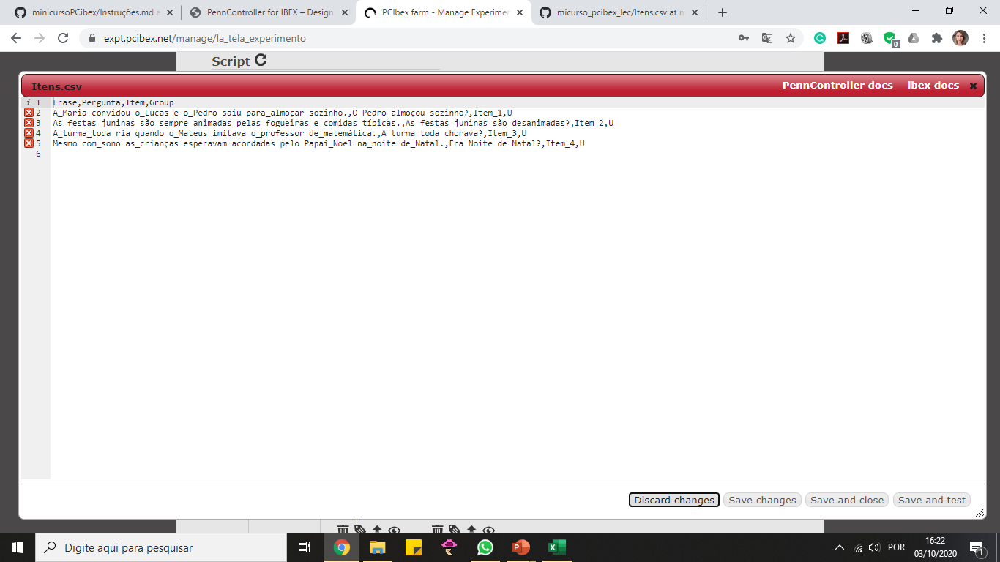 minicursoPCibex/Instruções.md a
PennController for IBEX – Design
PCIbex farm - Manage Experimen
micurso_pcibex_lec/Itens.csv at m
expt.pcibex.net/manage/la_tela_experimento
0
Script
Itens.csv
PennController docs
ibex docs
i 1 Frase,Pergunta,Item,Group
2 A_Maria convidou o_Lucas e o_Pedro saiu para_almoçar sozinho.,O Pedro almoçou sozinho?,Item_1,U
3 As_festas juninas são_sempre animadas pelas_fogueiras e comidas típicas.,As festas juninas são desanimadas?,Item_2,U
4 A_turma_toda ria quando o_Mateus imitava o_professor de_matemática.,A turma toda chorava?,Item_3,U
5 Mesmo com_sono as_crianças esperavam acordadas pelo Papai_Noel na_noite de_Natal.,Era Noite de Natal?,Item_4,U
6
Discard changes
Save changes
Save and close
Save and test
Digite aqui para pesquisar
POR
16:22
03/10/2020
1